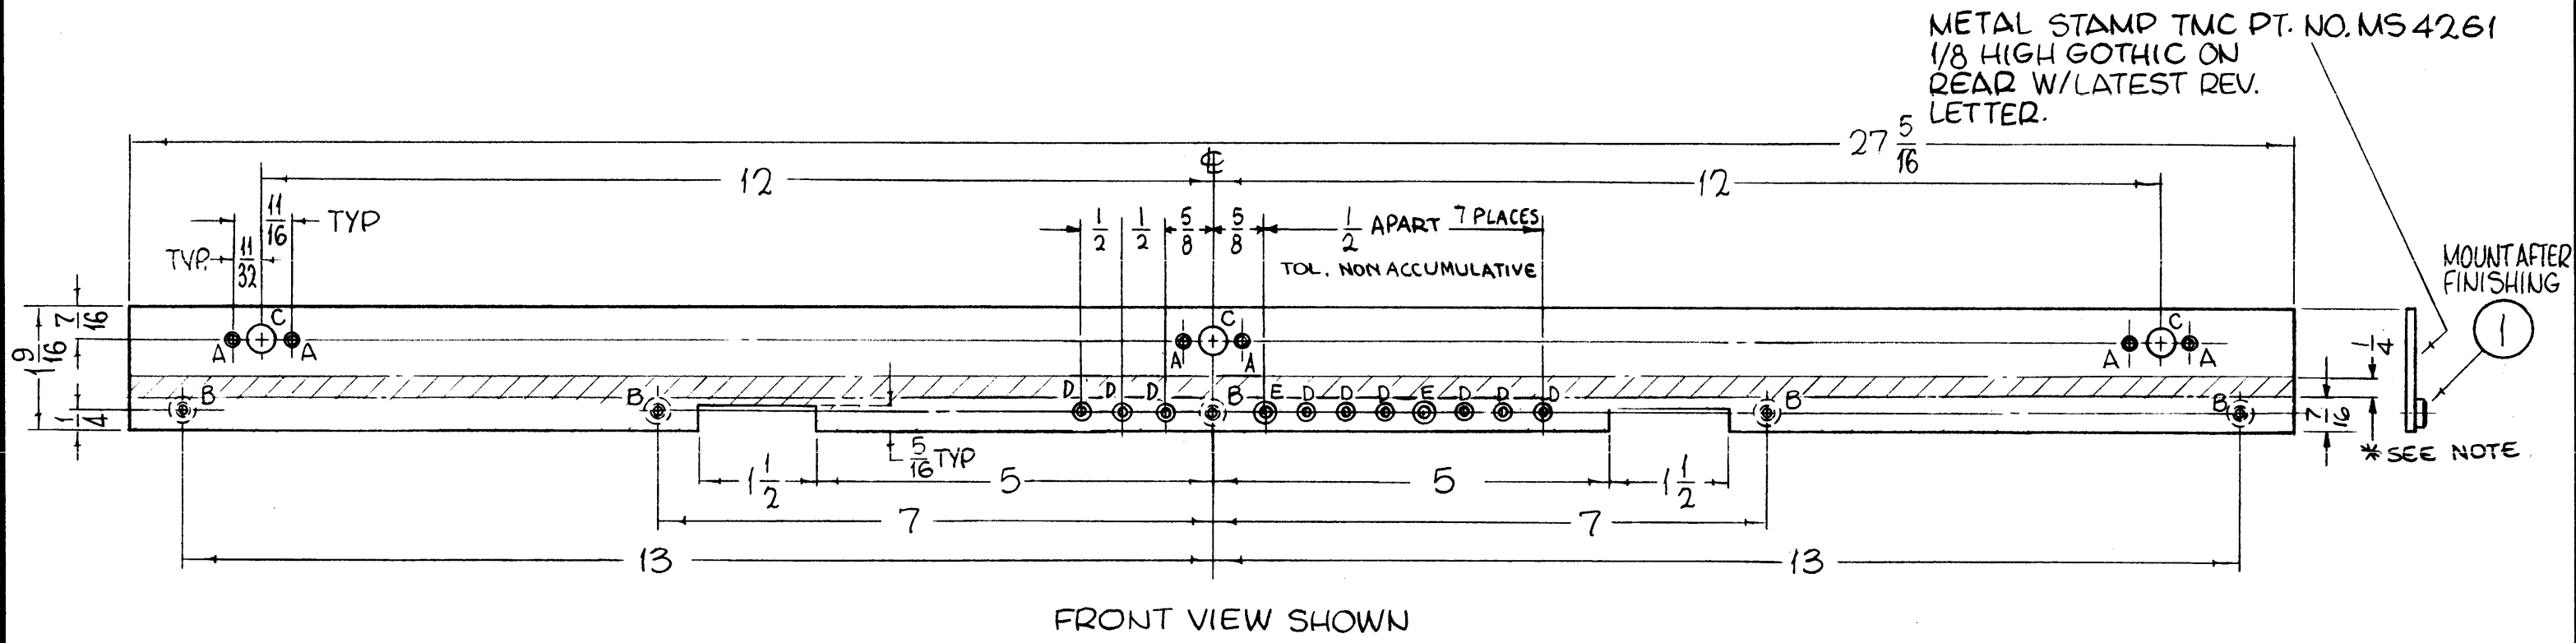 METAL STAMP TMC PT. NO. MS 4261
1/8 HIGH GOTHIC ON
REAR W/LATEST REV.
LETTER.
27 5/16
℄
12
12
11/16 TYP
TYP. 11/32
1/2 1/2 5/8 5/8 1/2 APART 7 PLACES
TOL. NON ACCUMULATIVE
MOUNT AFTER
FINISHING
1
7/16
1 9/16
1/4
C C C
A A A A A A
1/4
B B D D D B E D D D E D D D B B
7/16
* SEE NOTE
5/16 TYP
1 1/2 5 5 1 1/2
7 7
13 13
FRONT VIEW SHOWN